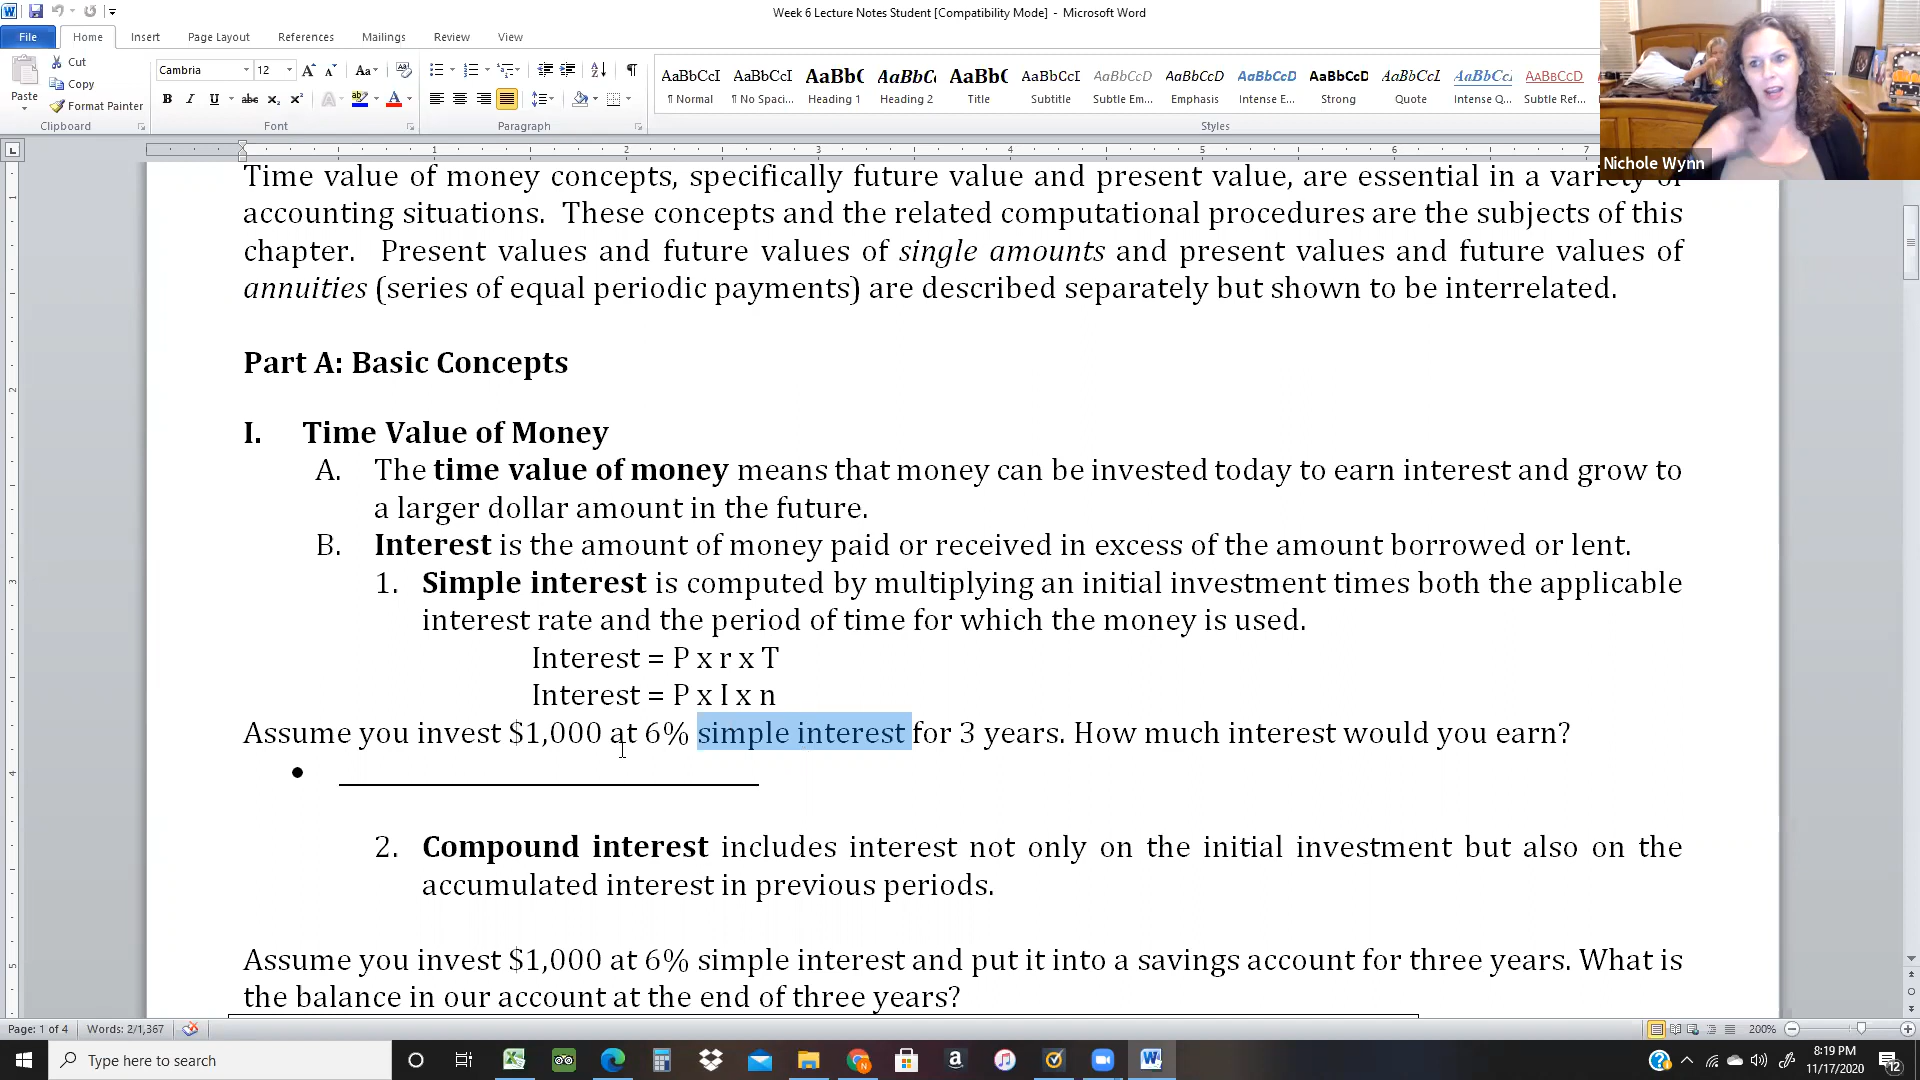 Week 6 Lecture Notes Student [Compatibility Mode] - Microsoft Word
File Home Insert Page Layout References Mailings Review View
Paste
Cut
Copy
Format Painter
Clipboard
Cambria 12
Font
Paragraph
AaBbCcI AaBbCcI AaBbC AaBbC AaBbC AaBbCcI AaBbCcD AaBbCcD AaBbCcD AaBbCcD AaBbCcI AaBbCc AaBbCcD
¶ Normal ¶ No Spaci... Heading 1 Heading 2 Title Subtitle Subtle Em... Emphasis Intense E... Strong Quote Intense Q... Subtle Ref...
Styles
Nichole Wynn
1 2 3 4 5 6 7
Time value of money concepts, specifically future value and present value, are essential in a variety of
accounting situations. These concepts and the related computational procedures are the subjects of this
chapter. Present values and future values of single amounts and present values and future values of
annuities (series of equal periodic payments) are described separately but shown to be interrelated.
Part A: Basic Concepts
I. Time Value of Money
A. The time value of money means that money can be invested today to earn interest and grow to
a larger dollar amount in the future.
B. Interest is the amount of money paid or received in excess of the amount borrowed or lent.
1. Simple interest is computed by multiplying an initial investment times both the applicable
interest rate and the period of time for which the money is used.
Interest = P x r x T
Interest = P x I x n
Assume you invest $1,000 at 6% simple interest for 3 years. How much interest would you earn?
2. Compound interest includes interest not only on the initial investment but also on the
accumulated interest in previous periods.
Assume you invest $1,000 at 6% simple interest and put it into a savings account for three years. What is
the balance in our account at the end of three years?
Page: 1 of 4 Words: 2/1,367 200%
Type here to search
8:19 PM
11/17/2020
12